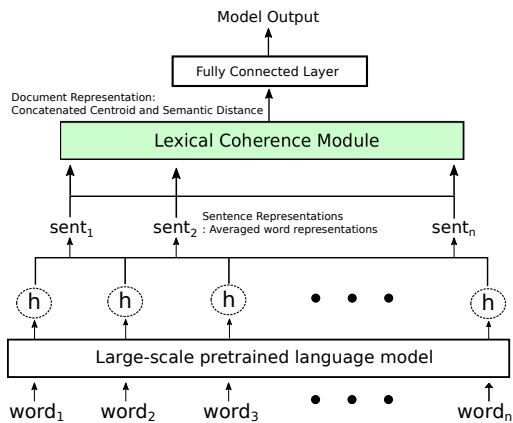 Model Output
Fully Connected Layer
Document Representation:
Concatenated Centroid and Semantic Distance
Lexical Coherence Module
sent₁ sent₂ Sentence Representations sentₙ
: Averaged word representations
h h h • • • h
Large-scale pretrained language model
word₁ word₂ word₃ • • • wordₙ